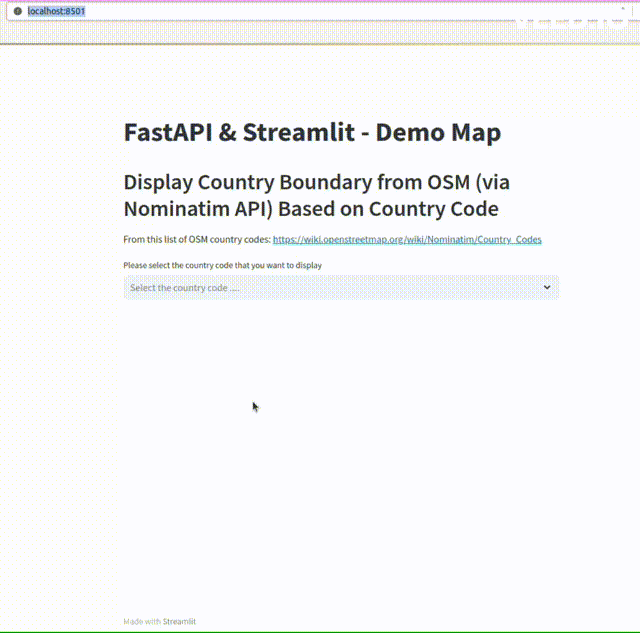 localhost:8501
FastAPI & Streamlit - Demo Map
Display Country Boundary from OSM (via
Nominatim API) Based on Country Code
From this list of OSM country codes: https://wiki.openstreetmap.org/wiki/Nominatim/Country_Codes
Please select the country code that you want to display
Select the country code ....
Made with Streamlit